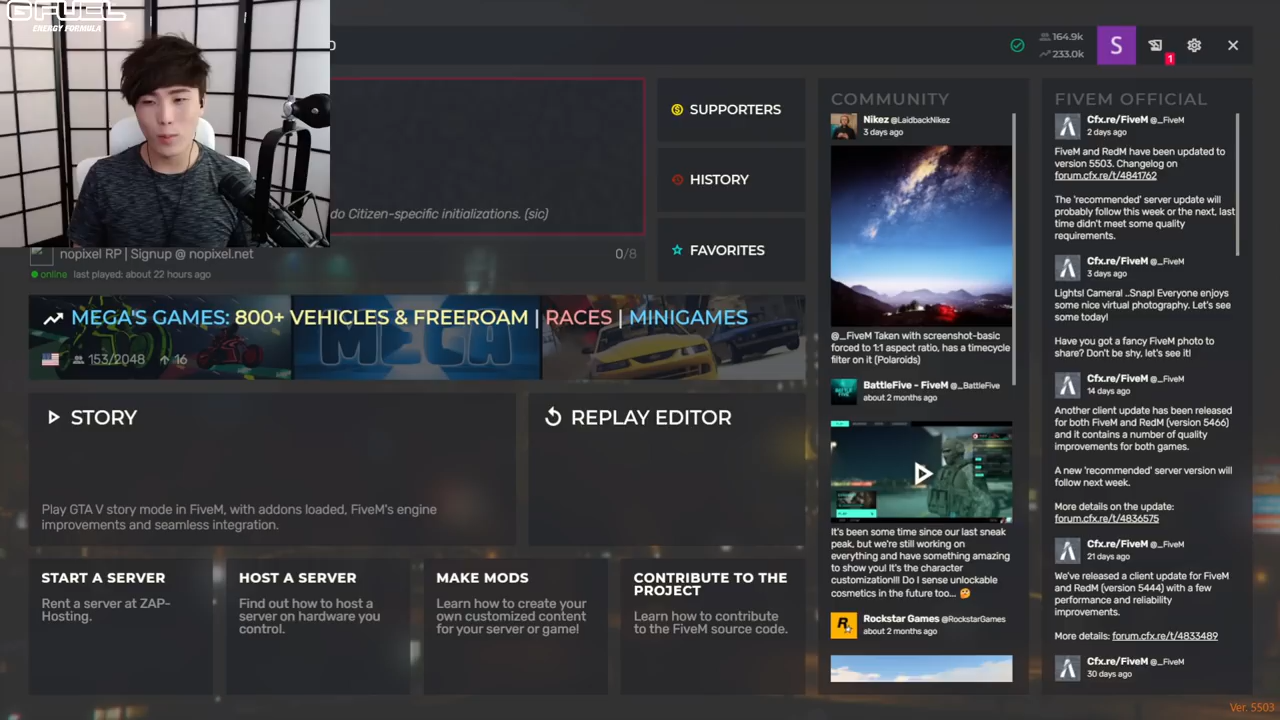 G FUEL
ENERGY FORMULA
164.9k
233.0k
S
1
do Citizen-specific initializations. (sic)
nopixel RP | Signup @ nopixel.net
0/8
online last played: about 22 hours ago
SUPPORTERS
HISTORY
FAVORITES
MEGA'S GAMES: 800+ VEHICLES & FREEROAM | RACES | MINIGAMES
MEGA
153/2048 16
STORY
Play GTA V story mode in FiveM, with addons loaded, FiveM's engine
improvements and seamless integration.
REPLAY EDITOR
START A SERVER
Rent a server at ZAP-
Hosting.
HOST A SERVER
Find out how to host a
server on hardware you
control.
MAKE MODS
Learn how to create your
own customized content
for your server or game!
CONTRIBUTE TO THE
PROJECT
Learn how to contribute
to the FiveM source code.
COMMUNITY
Nikez @LaidbackNikez
3 days ago
@_FiveM Taken with screenshot-basic
forced to 1:1 aspect ratio, has a timecycle
filter on it (Polaroids)
BattleFive - FiveM @_BattleFive
about 2 months ago
It's been some time since our last sneak
peak, but we're still working on
everything and have something amazing
to show you! It's the character
customization!!! Do I sense unlockable
cosmetics in the future too... 🤔
Rockstar Games @RockstarGames
about 2 months ago
FIVEM OFFICIAL
Cfx.re/FiveM @_FiveM
2 days ago
FiveM and RedM have been updated to
version 5503. Changelog on
forum.cfx.re/t/4841762
The 'recommended' server update will
probably follow this week or the next, last
time didn't meet some quality
requirements.
Cfx.re/FiveM @_FiveM
3 days ago
Lights! Camera! ..Snap! Everyone enjoys
some nice virtual photography. Let's see
some today!
Have you got a fancy FiveM photo to
share? Don't be shy, let's see it!
Cfx.re/FiveM @_FiveM
14 days ago
Another client update has been released
for both FiveM and RedM (version 5466)
and it contains a number of quality
improvements for both games.
A new 'recommended' server version will
follow next week.
More details on the update:
forum.cfx.re/t/4836575
Cfx.re/FiveM @_FiveM
21 days ago
We've released a client update for FiveM
and RedM (version 5444) with a few
performance and reliability
improvements.
More details: forum.cfx.re/t/4833489
Cfx.re/FiveM @_FiveM
30 days ago
Ver. 5503